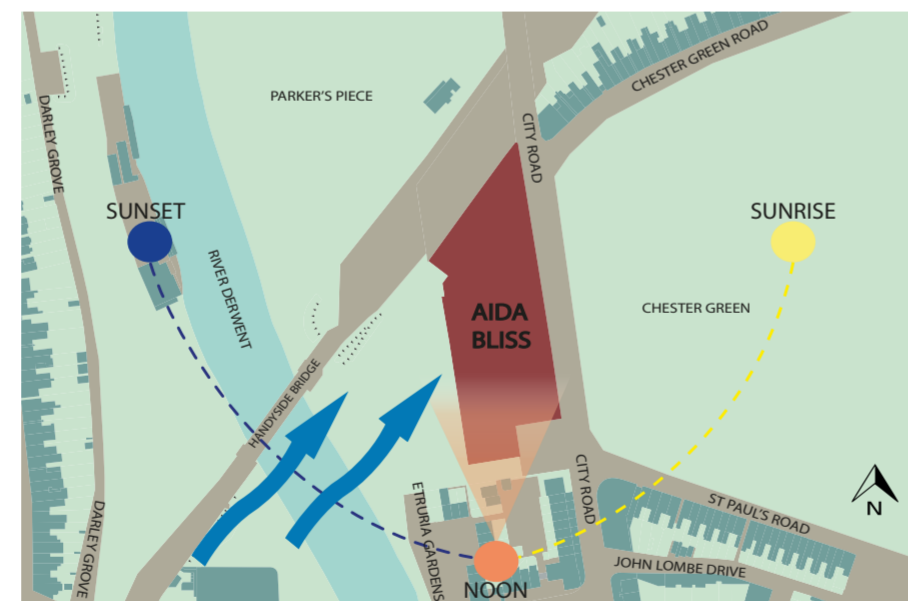 CHESTER GREEN ROAD
PARKER'S PIECE
DARLEY GROVE
CITY ROAD
SUNSET
SUNRISE
RIVER DERWENT
AIDA
BLISS
CHESTER GREEN
HANDYSIDE BRIDGE
ETRURIA GARDENS
CITY ROAD
ST PAUL'S ROAD
N
DARLEY GROVE
JOHN LOMBE DRIVE
NOON